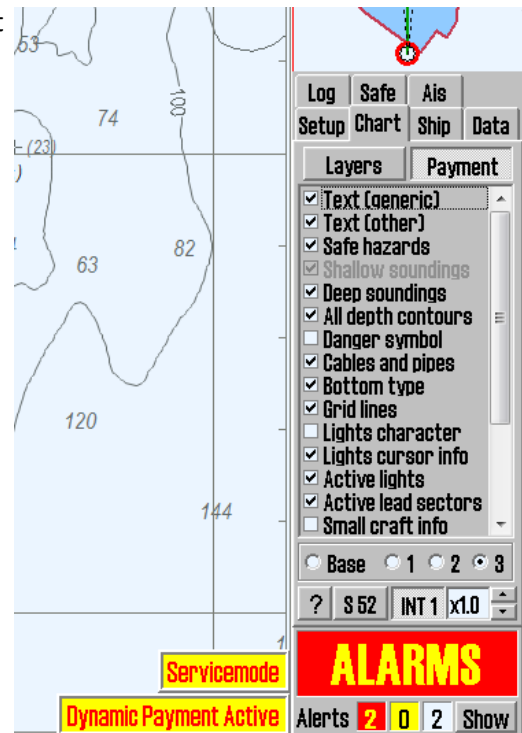 t
53
74
100
(23)
)
82
63
120
144
1
Servicemode
Dynamic Payment Active
Log Safe Ais
Setup Chart Ship Data
Layers Payment
Text (generic)
Text (other)
Safe hazards
Shallow soundings
Deep soundings
All depth contours
Danger symbol
Cables and pipes
Bottom type
Grid lines
Lights character
Lights cursor info
Active lights
Active lead sectors
Small craft info
Base 1 2 3
? S 52 INT 1 x1.0
ALARMS
Alerts 2 0 2 Show